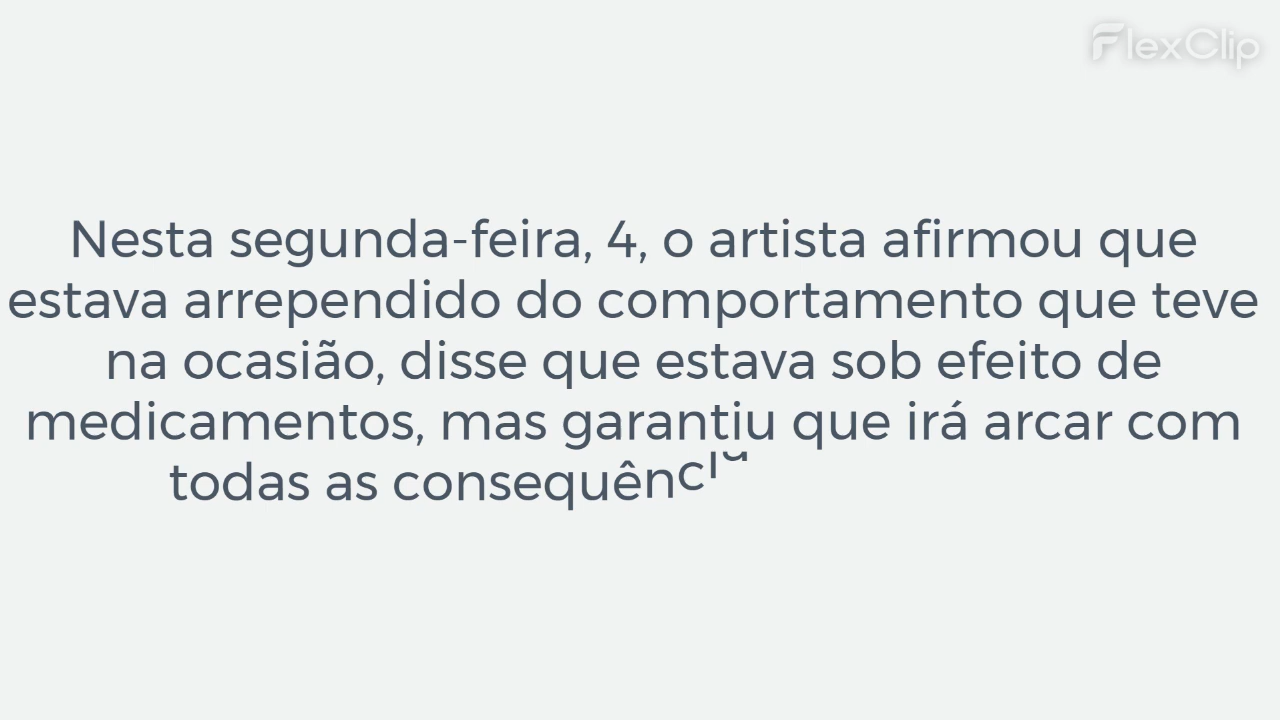 FlexClip
Nesta segunda-feira, 4, o artista afirmou que
estava arrependido do comportamento que teve
na ocasião, disse que estava sob efeito de
medicamentos, mas garantiu que irá arcar com
todas as